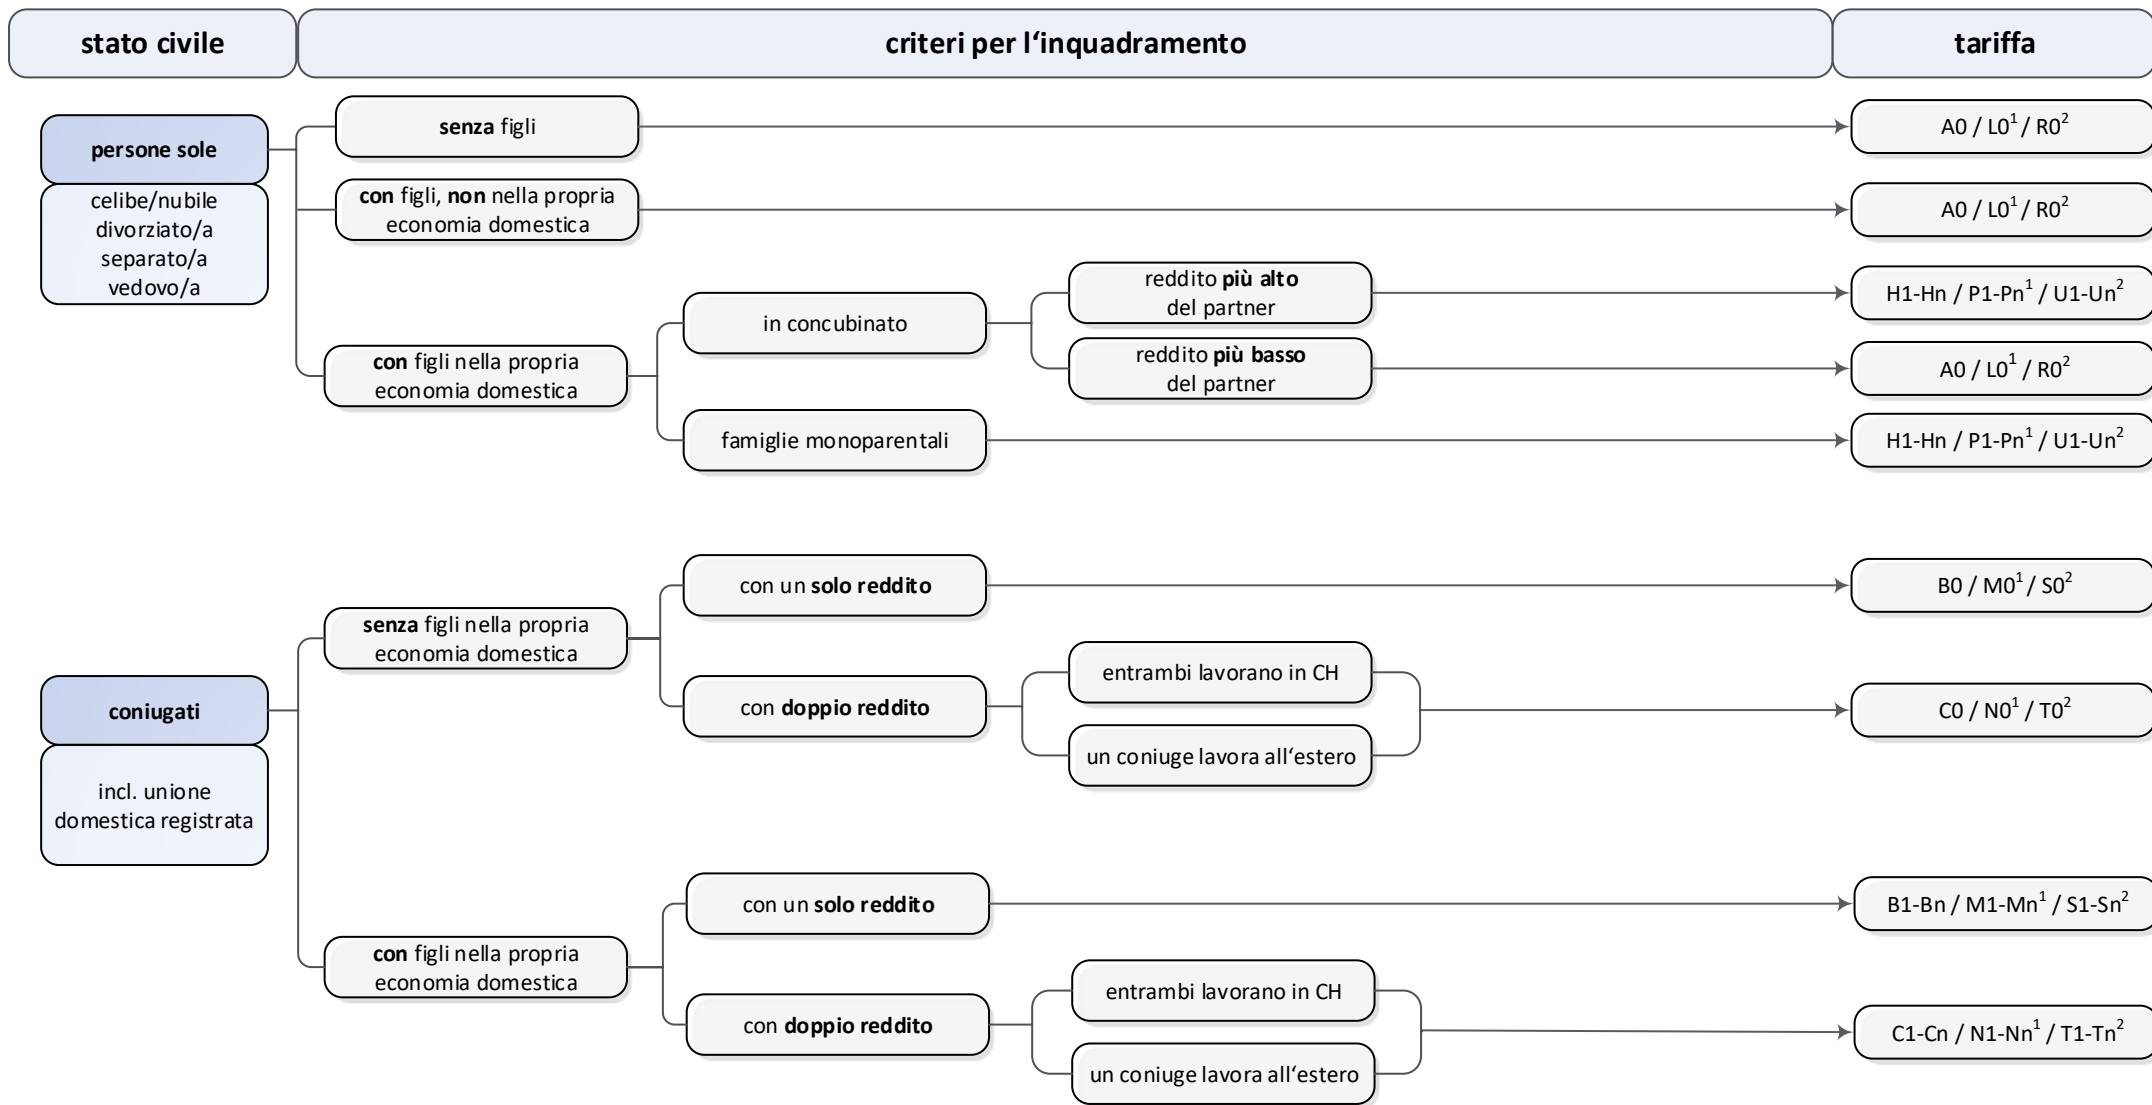 stato civile
criteri per l‘inquadramento
tariffa
persone sole
celibe/nubile
divorziato/a
separato/a
vedovo/a
senza figli
A0 / L0¹ / R0²
con figli, non nella propria
economia domestica
A0 / L0¹ / R0²
con figli nella propria
economia domestica
in concubinato
reddito più alto
del partner
H1-Hn / P1-Pn¹ / U1-Un²
reddito più basso
del partner
A0 / L0¹ / R0²
famiglie monoparentali
H1-Hn / P1-Pn¹ / U1-Un²
coniugati
incl. unione
domestica registrata
senza figli nella propria
economia domestica
con un solo reddito
B0 / M0¹ / S0²
con doppio reddito
entrambi lavorano in CH
un coniuge lavora all‘estero
C0 / N0¹ / T0²
con figli nella propria
economia domestica
con un solo reddito
B1-Bn / M1-Mn¹ / S1-Sn²
con doppio reddito
entrambi lavorano in CH
un coniuge lavora all‘estero
C1-Cn / N1-Nn¹ / T1-Tn²